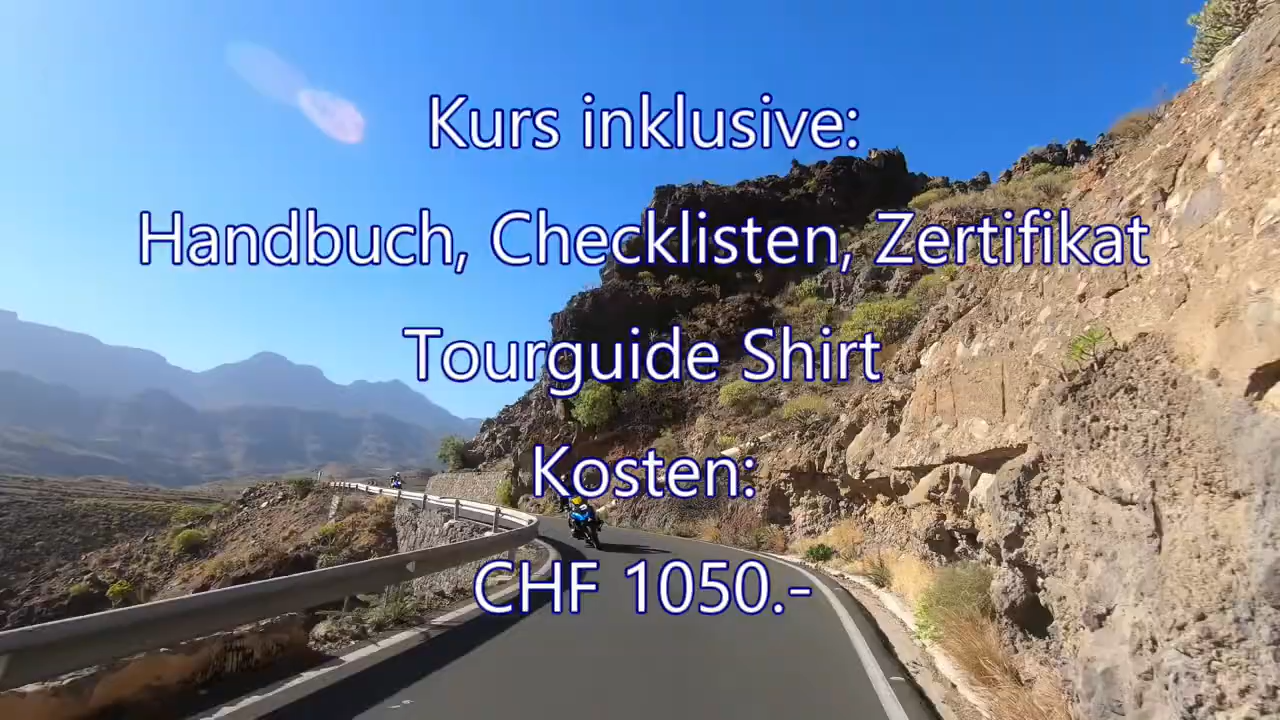 Kurs inklusive:
Handbuch, Checklisten, Zertifikat
Tourguide Shirt
Kosten:
CHF 1050.-